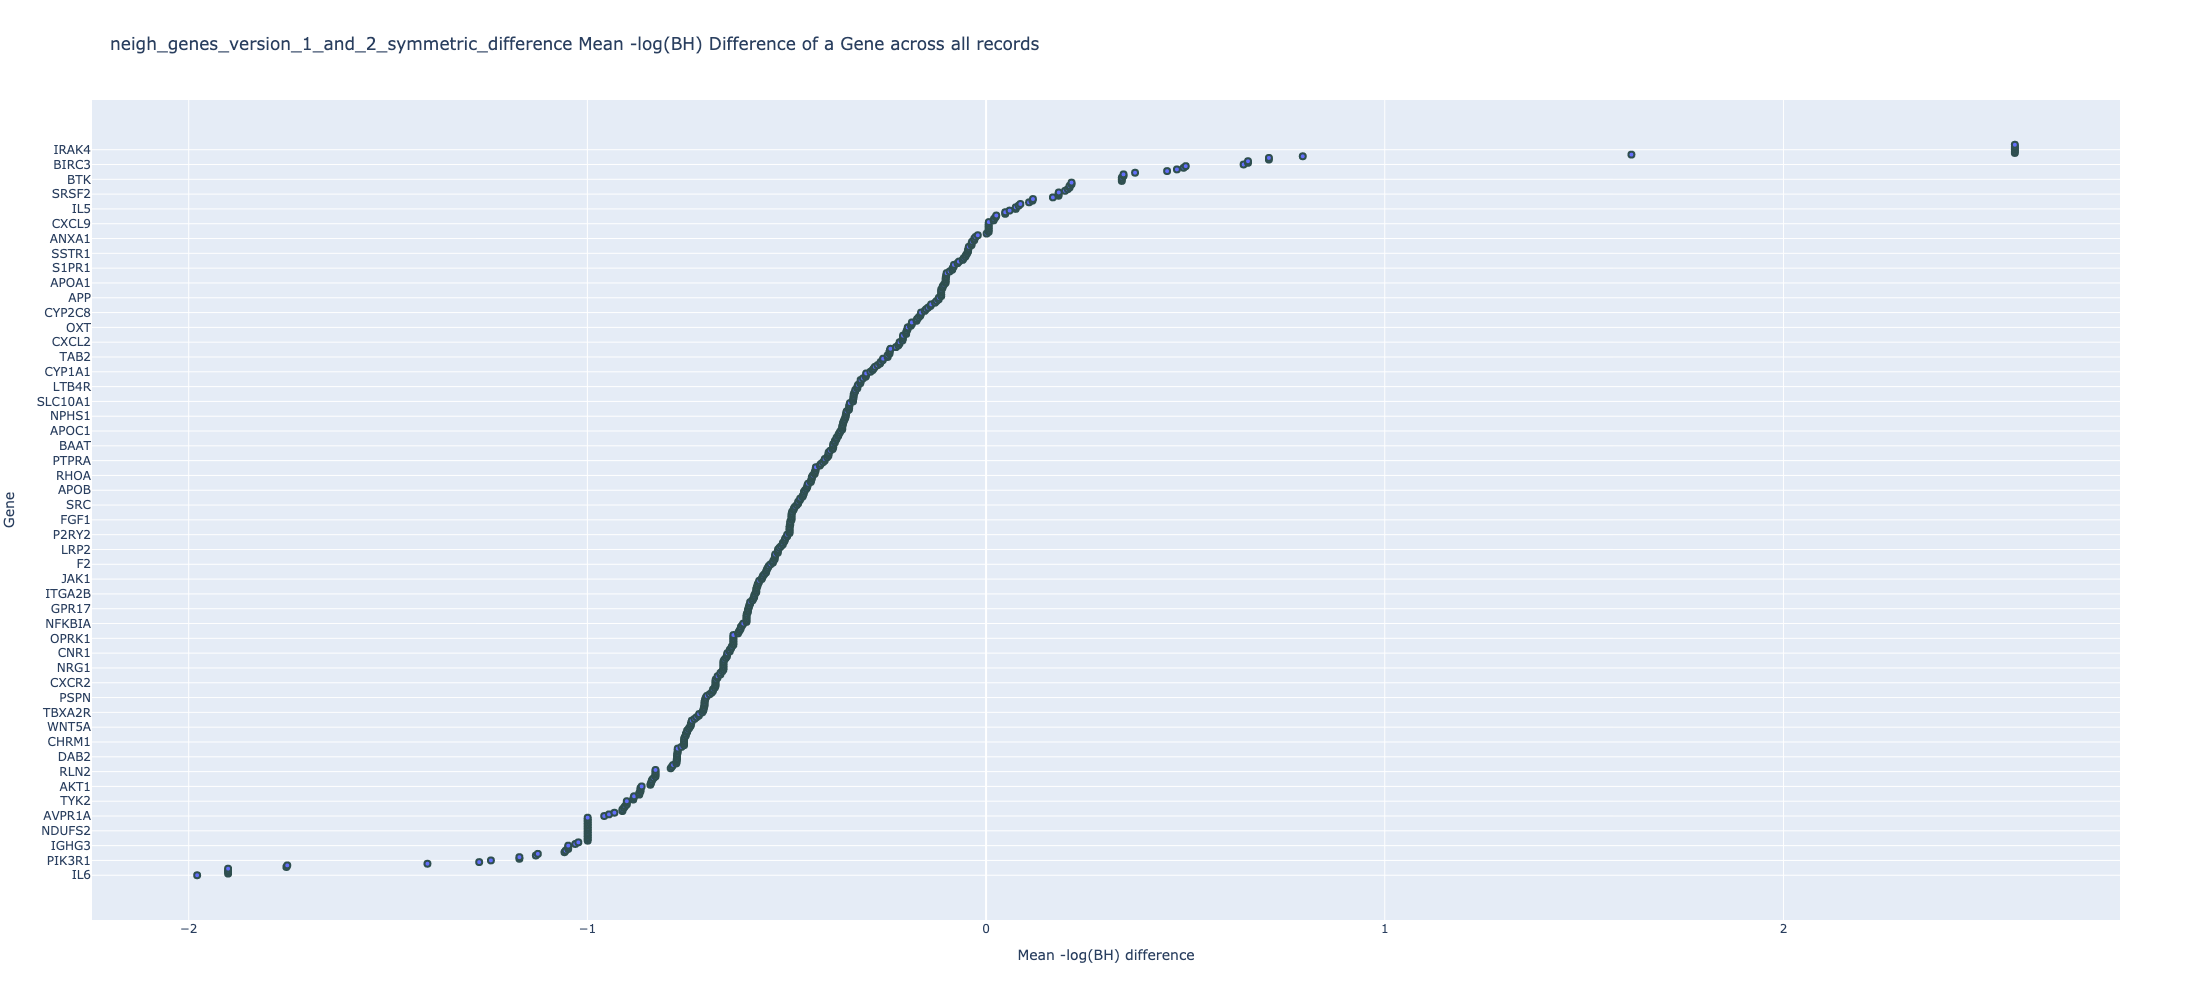 neigh_genes_version_1_and_2_symmetric_difference Mean -log(BH) Difference of a Gene across all records
IRAK4
BIRC3
BTK
SRSF2
IL5
CXCL9
ANXA1
SSTR1
S1PR1
APOA1
APP
CYP2C8
OXT
CXCL2
TAB2
CYP1A1
LTB4R
SLC10A1
NPHS1
APOC1
BAAT
PTPRA
RHOA
APOB
SRC
FGF1
P2RY2
LRP2
F2
JAK1
ITGA2B
GPR17
NFKBIA
OPRK1
CNR1
NRG1
CXCR2
PSPN
TBXA2R
WNT5A
CHRM1
DAB2
RLN2
AKT1
TYK2
AVPR1A
NDUFS2
IGHG3
PIK3R1
IL6
Gene
−2 −1 0 1 2
Mean -log(BH) difference